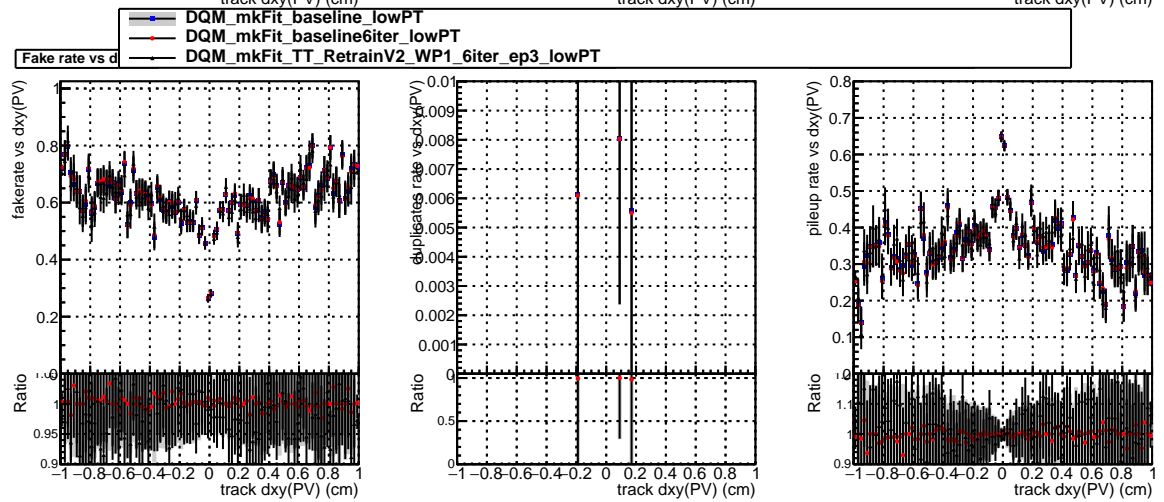 track dxy(PV) (cm) track dxy(PV) (cm) track dxy(PV) (cm)
DQM_mkFit_baseline_lowPT
DQM_mkFit_baseline6iter_lowPT
DQM_mkFit_TT_RetrainV2_WP1_6iter_ep3_lowPT
Fake rate vs d
fakerate vs dxy(PV)
1
0.8
0.6
0.4
0.2
Ratio
1
0.95
0.9
−1 −0.8 −0.6 −0.4 −0.2 0 0.2 0.4 0.6 0.8 1
track dxy(PV) (cm)
duplicates rate vs dxy(PV)
0.01
0.009
0.008
0.007
0.006
0.005
0.004
0.003
0.002
0.001
0
Ratio
1
0.5
0
−1 −0.8 −0.6 −0.4 −0.2 0 0.2 0.4 0.6 0.8 1
track dxy(PV) (cm)
pileup rate vs dxy(PV)
0.8
0.7
0.6
0.5
0.4
0.3
0.2
0.1
Ratio
1.1
1
0.9
−1 −0.8 −0.6 −0.4 −0.2 0 0.2 0.4 0.6 0.8 1
track dxy(PV) (cm)